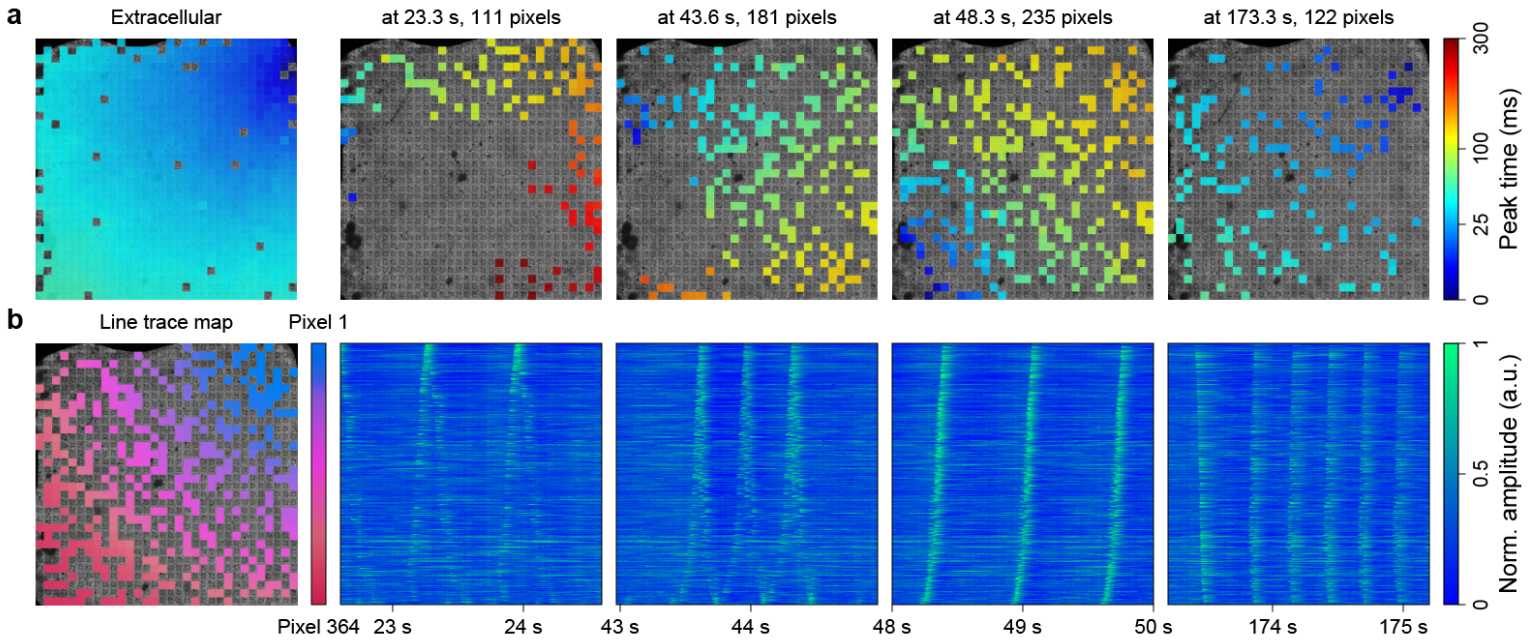 a
Extracellular
at 23.3 s, 111 pixels
at 43.6 s, 181 pixels
at 48.3 s, 235 pixels
at 173.3 s, 122 pixels
300
100
25
0
Peak time (ms)
b
Line trace map
Pixel 1
1
0.5
0
Norm. amplitude (a.u.)
Pixel 364
23 s
24 s
43 s
44 s
48 s
49 s
50 s
174 s
175 s